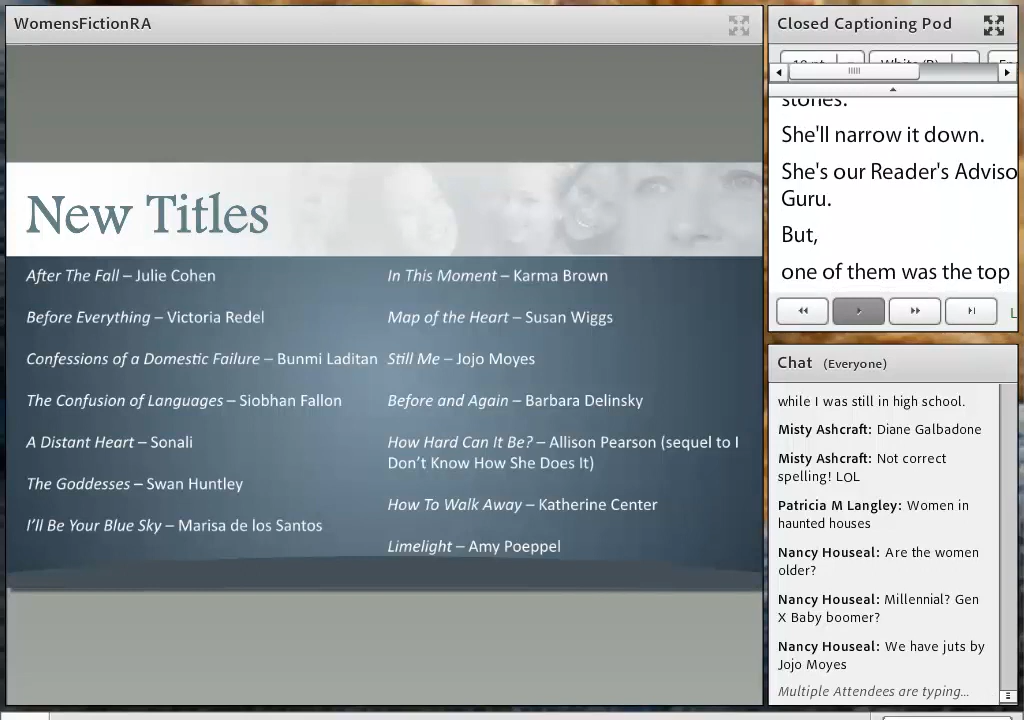 WomensFictionRA
New Titles
After The Fall – Julie Cohen
Before Everything – Victoria Redel
Confessions of a Domestic Failure – Bunmi Laditan
The Confusion of Languages – Siobhan Fallon
A Distant Heart – Sonali
The Goddesses – Swan Huntley
I'll Be Your Blue Sky – Marisa de los Santos
In This Moment – Karma Brown
Map of the Heart – Susan Wiggs
Still Me – Jojo Moyes
Before and Again – Barbara Delinsky
How Hard Can It Be? – Allison Pearson (sequel to I
Don't Know How She Does It)
How To Walk Away – Katherine Center
Limelight – Amy Poeppel
Closed Captioning Pod
stories.
She'll narrow it down.
She's our Reader's Adviso
Guru.
But,
one of them was the top
Chat (Everyone)
while I was still in high school.
Misty Ashcraft: Diane Galbadone
Misty Ashcraft: Not correct
spelling! LOL
Patricia M Langley: Women in
haunted houses
Nancy Houseal: Are the women
older?
Nancy Houseal: Millennial? Gen
X Baby boomer?
Nancy Houseal: We have juts by
Jojo Moyes
Multiple Attendees are typing...